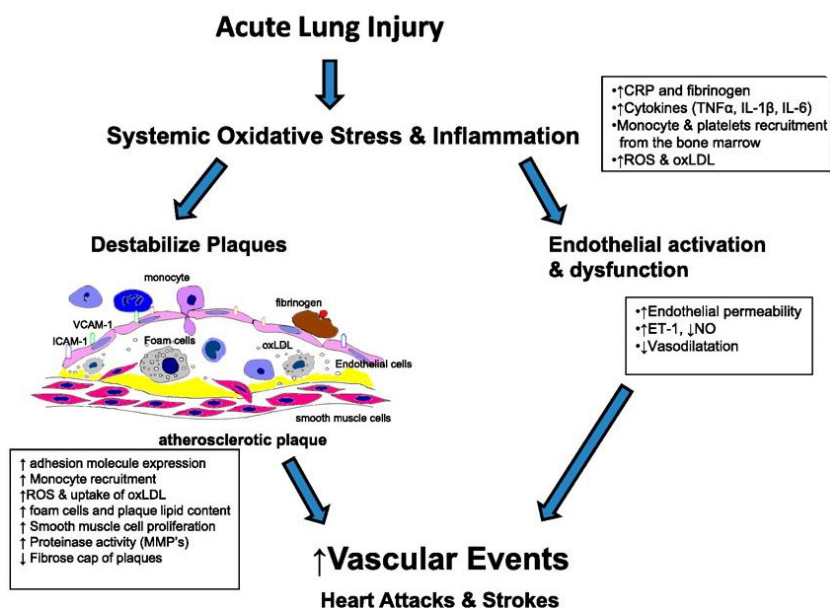 Acute Lung Injury
•↑CRP and fibrinogen
•↑Cytokines (TNFα, IL-1β, IL-6)
•Monocyte & platelets recruitment
from the bone marrow
•↑ROS & oxLDL
Systemic Oxidative Stress & Inflammation
Destabilize Plaques
Endothelial activation
& dysfunction
monocyte
fibrinogen
VCAM-1
ICAM-1
Foam cells
oxLDL
Endothelial cells
smooth muscle cells
•↑Endothelial permeability
•↑ET-1, ↓NO
•↓Vasodilatation
atherosclerotic plaque
↑ adhesion molecule expression
↑ Monocyte recruitment
↑ROS & uptake of oxLDL
↑ foam cells and plaque lipid content
↑ Smooth muscle cell proliferation
↑ Proteinase activity (MMP's)
↓ Fibrose cap of plaques
↑Vascular Events
Heart Attacks & Strokes